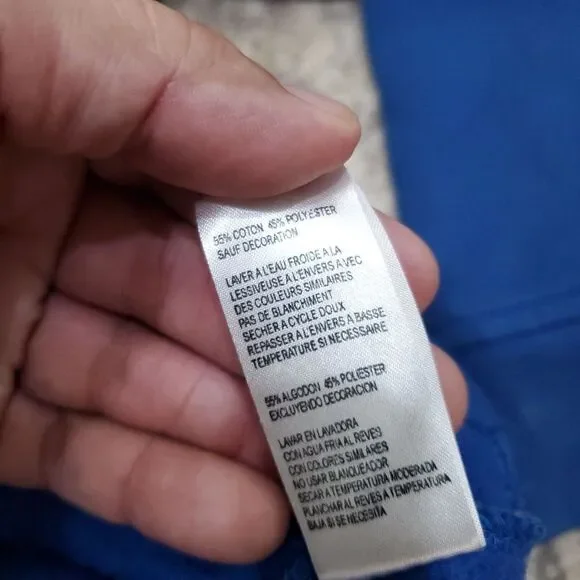 55% COTON 45% POLYESTER
SAUF DECORATION
LAVER A L'EAU FROIDE A LA
LESSIVEUSE A L'ENVERS AVEC
DES COULEURS SIMILAIRES
PAS DE BLANCHIMENT
SECHER A CYCLE DOUX
REPASSER A L'ENVERS A BASSE
TEMPERATURE SI NECESSAIRE
55% ALGODON 45% POLIESTER
EXCLUYENDO DECORACION
LAVAR EN LAVADORA
CON AGUA FRIA AL REVES
CON COLORES SIMILARES
NO USAR BLANQUEADOR
SECAR A TEMPERATURA MODERADA
PLANCHAR AL REVES A TEMPERATURA
BAJA SI SE NECESITA